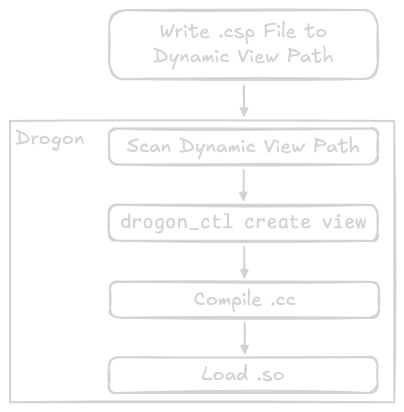 Write .csp File to
Dynamic View Path
Drogon
Scan Dynamic View Path
drogon_ctl create view
Compile .cc
Load .so